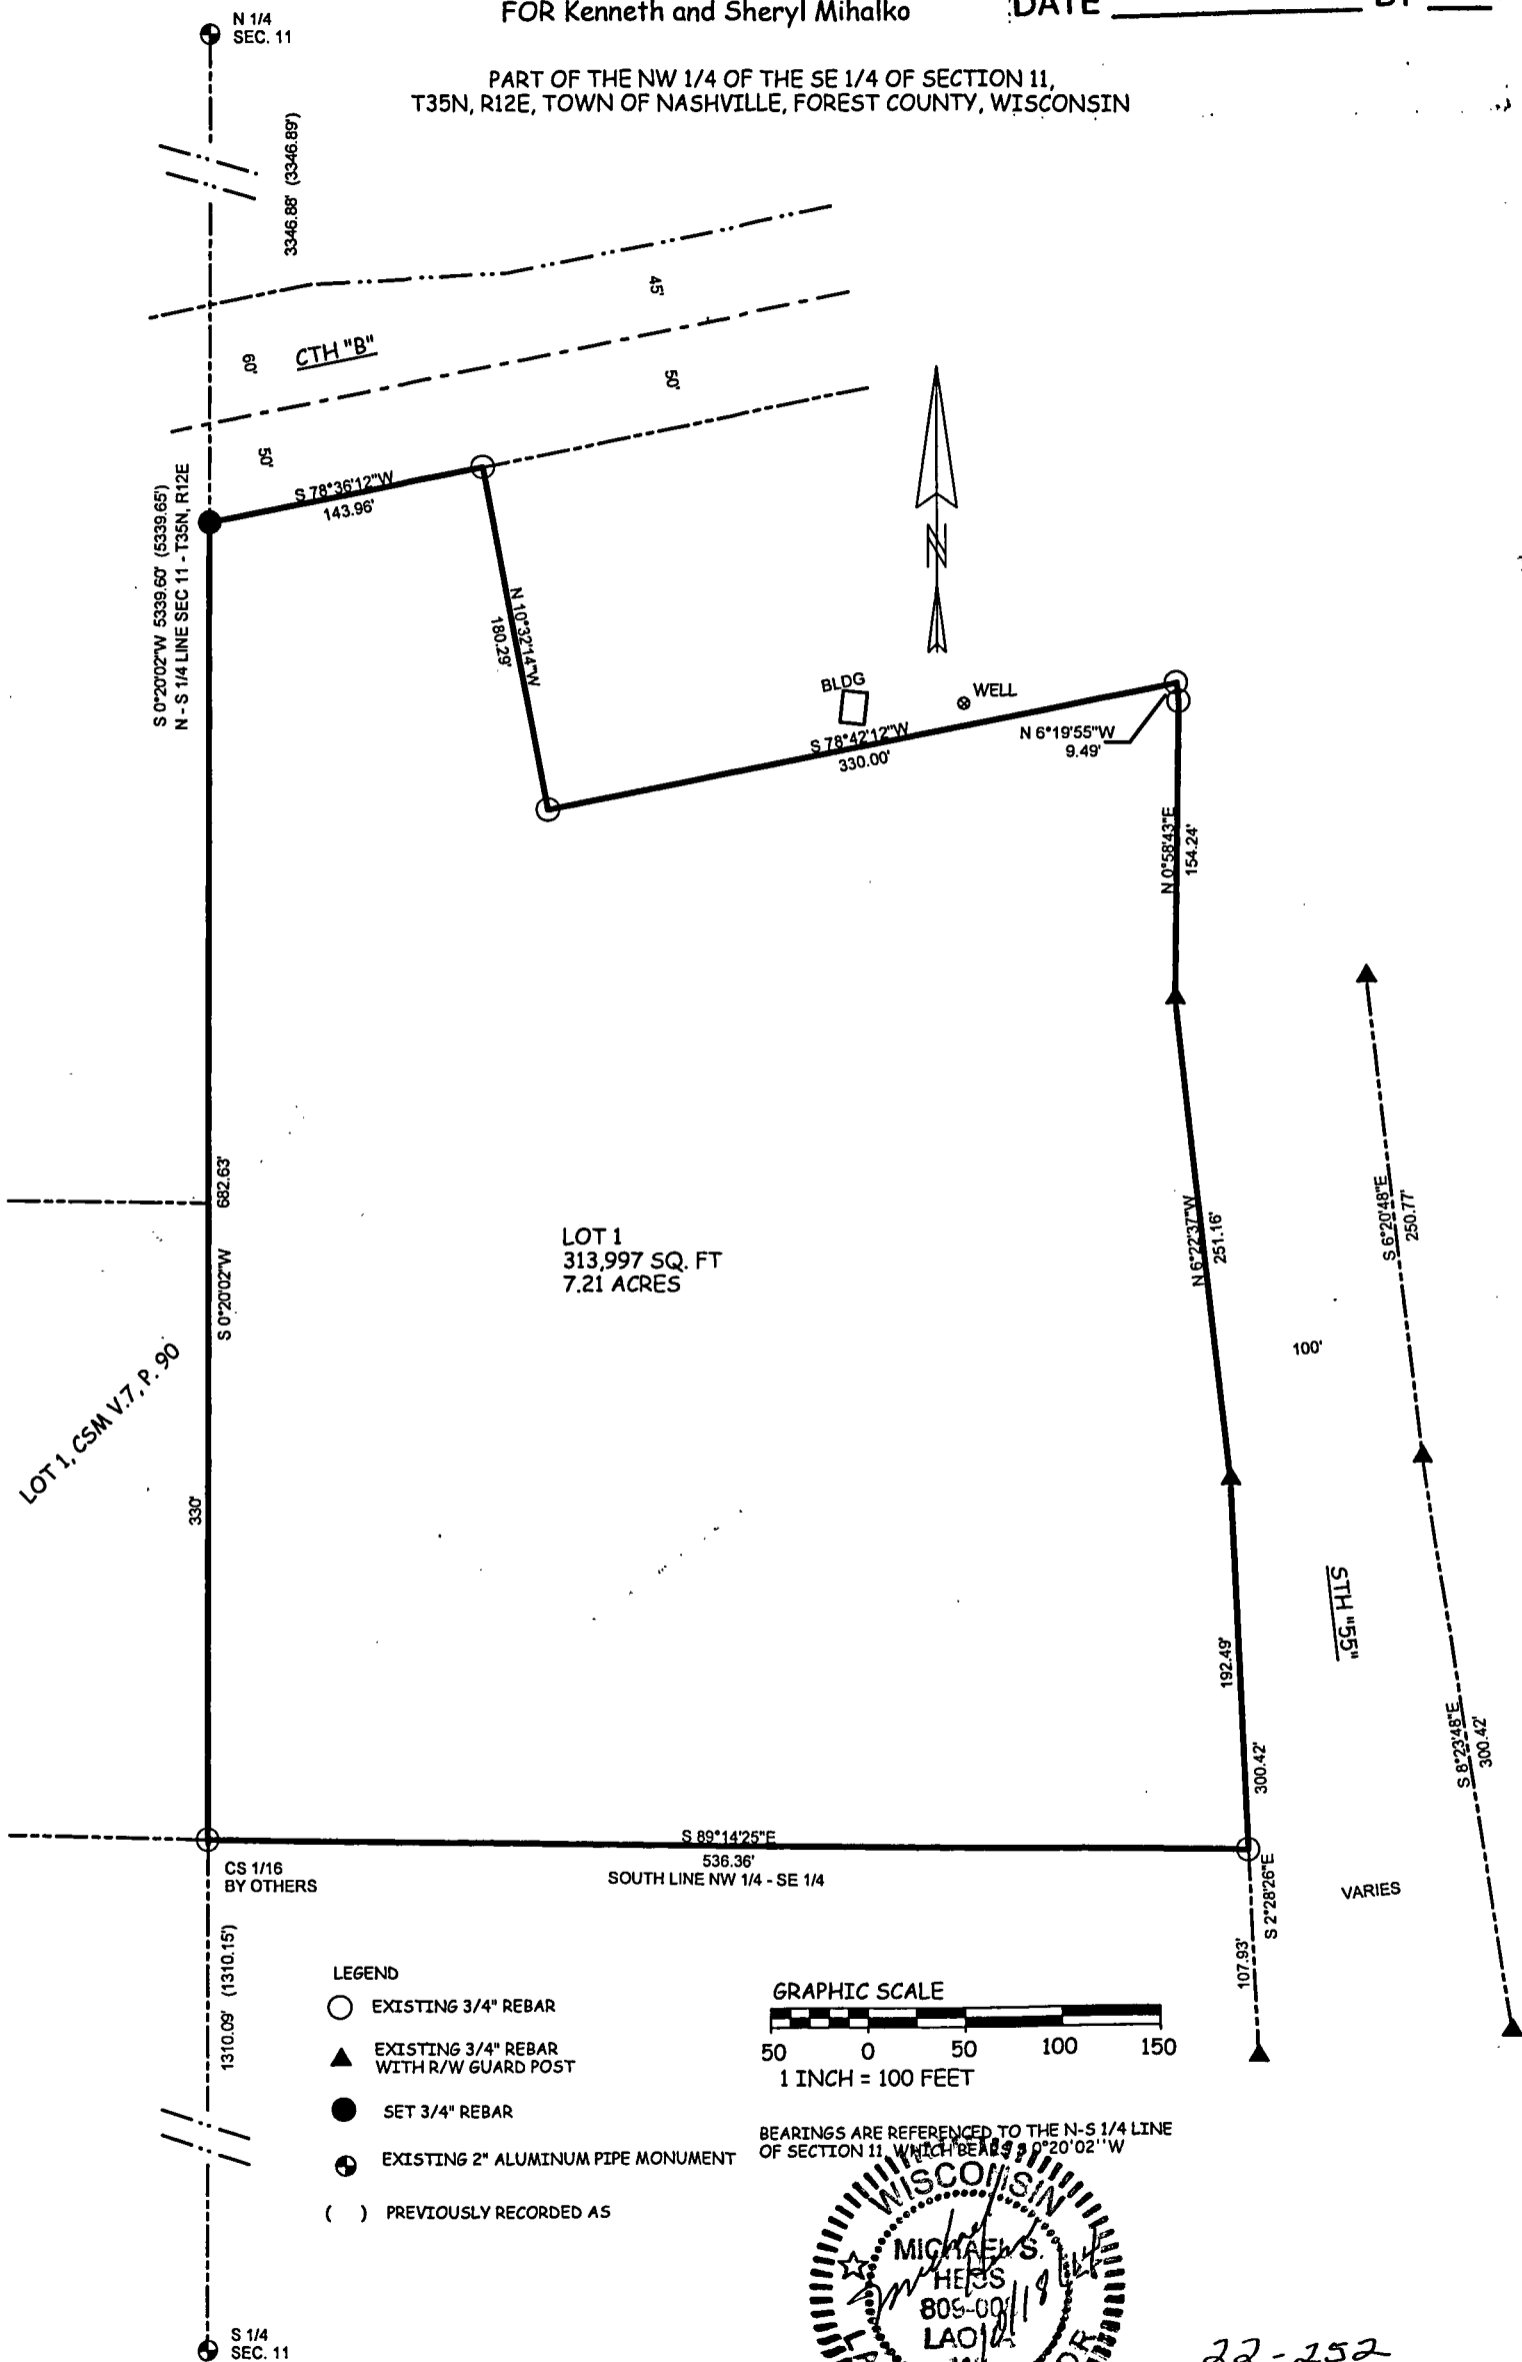 FOR Kenneth and Sheryl Mihalko
DATE
N 1/4
SEC. 11
PART OF THE NW 1/4 OF THE SE 1/4 OF SECTION 11,
T35N, R12E, TOWN OF NASHVILLE, FOREST COUNTY, WISCONSIN
3346.88' (3346.89')
45'
60'
CTH "B"
50'
50'
S 78°36'12"W
143.96'
S 0°20'02"W 5339.60' (5339.65')
N - S 1/4 LINE SEC 11 - T35N, R12E
N 10°32'14"W
180.29'
N
BLDG
WELL
S 78°42'12"W
330.00'
N 6°19'55"W
9.49'
N 0°58'43"E
154.24'
682.63'
S 0°20'02"W
LOT 1
313,997 SQ. FT
7.21 ACRES
N 6°22'37"W
251.16'
S 6°20'48"E
250.77'
100'
LOT 1, CSM V.7, P. 90
330'
STH "55"
192.49'
300.42'
S 8°23'48"E
300.42'
S 89°14'25"E
536.36'
SOUTH LINE NW 1/4 - SE 1/4
CS 1/16
BY OTHERS
S 2°28'26"E
107.93'
VARIES
1310.09' (1310.15')
LEGEND
EXISTING 3/4" REBAR
EXISTING 3/4" REBAR
WITH R/W GUARD POST
SET 3/4" REBAR
EXISTING 2" ALUMINUM PIPE MONUMENT
( ) PREVIOUSLY RECORDED AS
GRAPHIC SCALE
50 0 50 100 150
1 INCH = 100 FEET
BEARINGS ARE REFERENCED TO THE N-S 1/4 LINE
OF SECTION 11, WHICH BEARS S 0°20'02''W
WISCONSIN
MICHAEL S.
HEISS
LAONA
S 1/4
SEC. 11
22-252